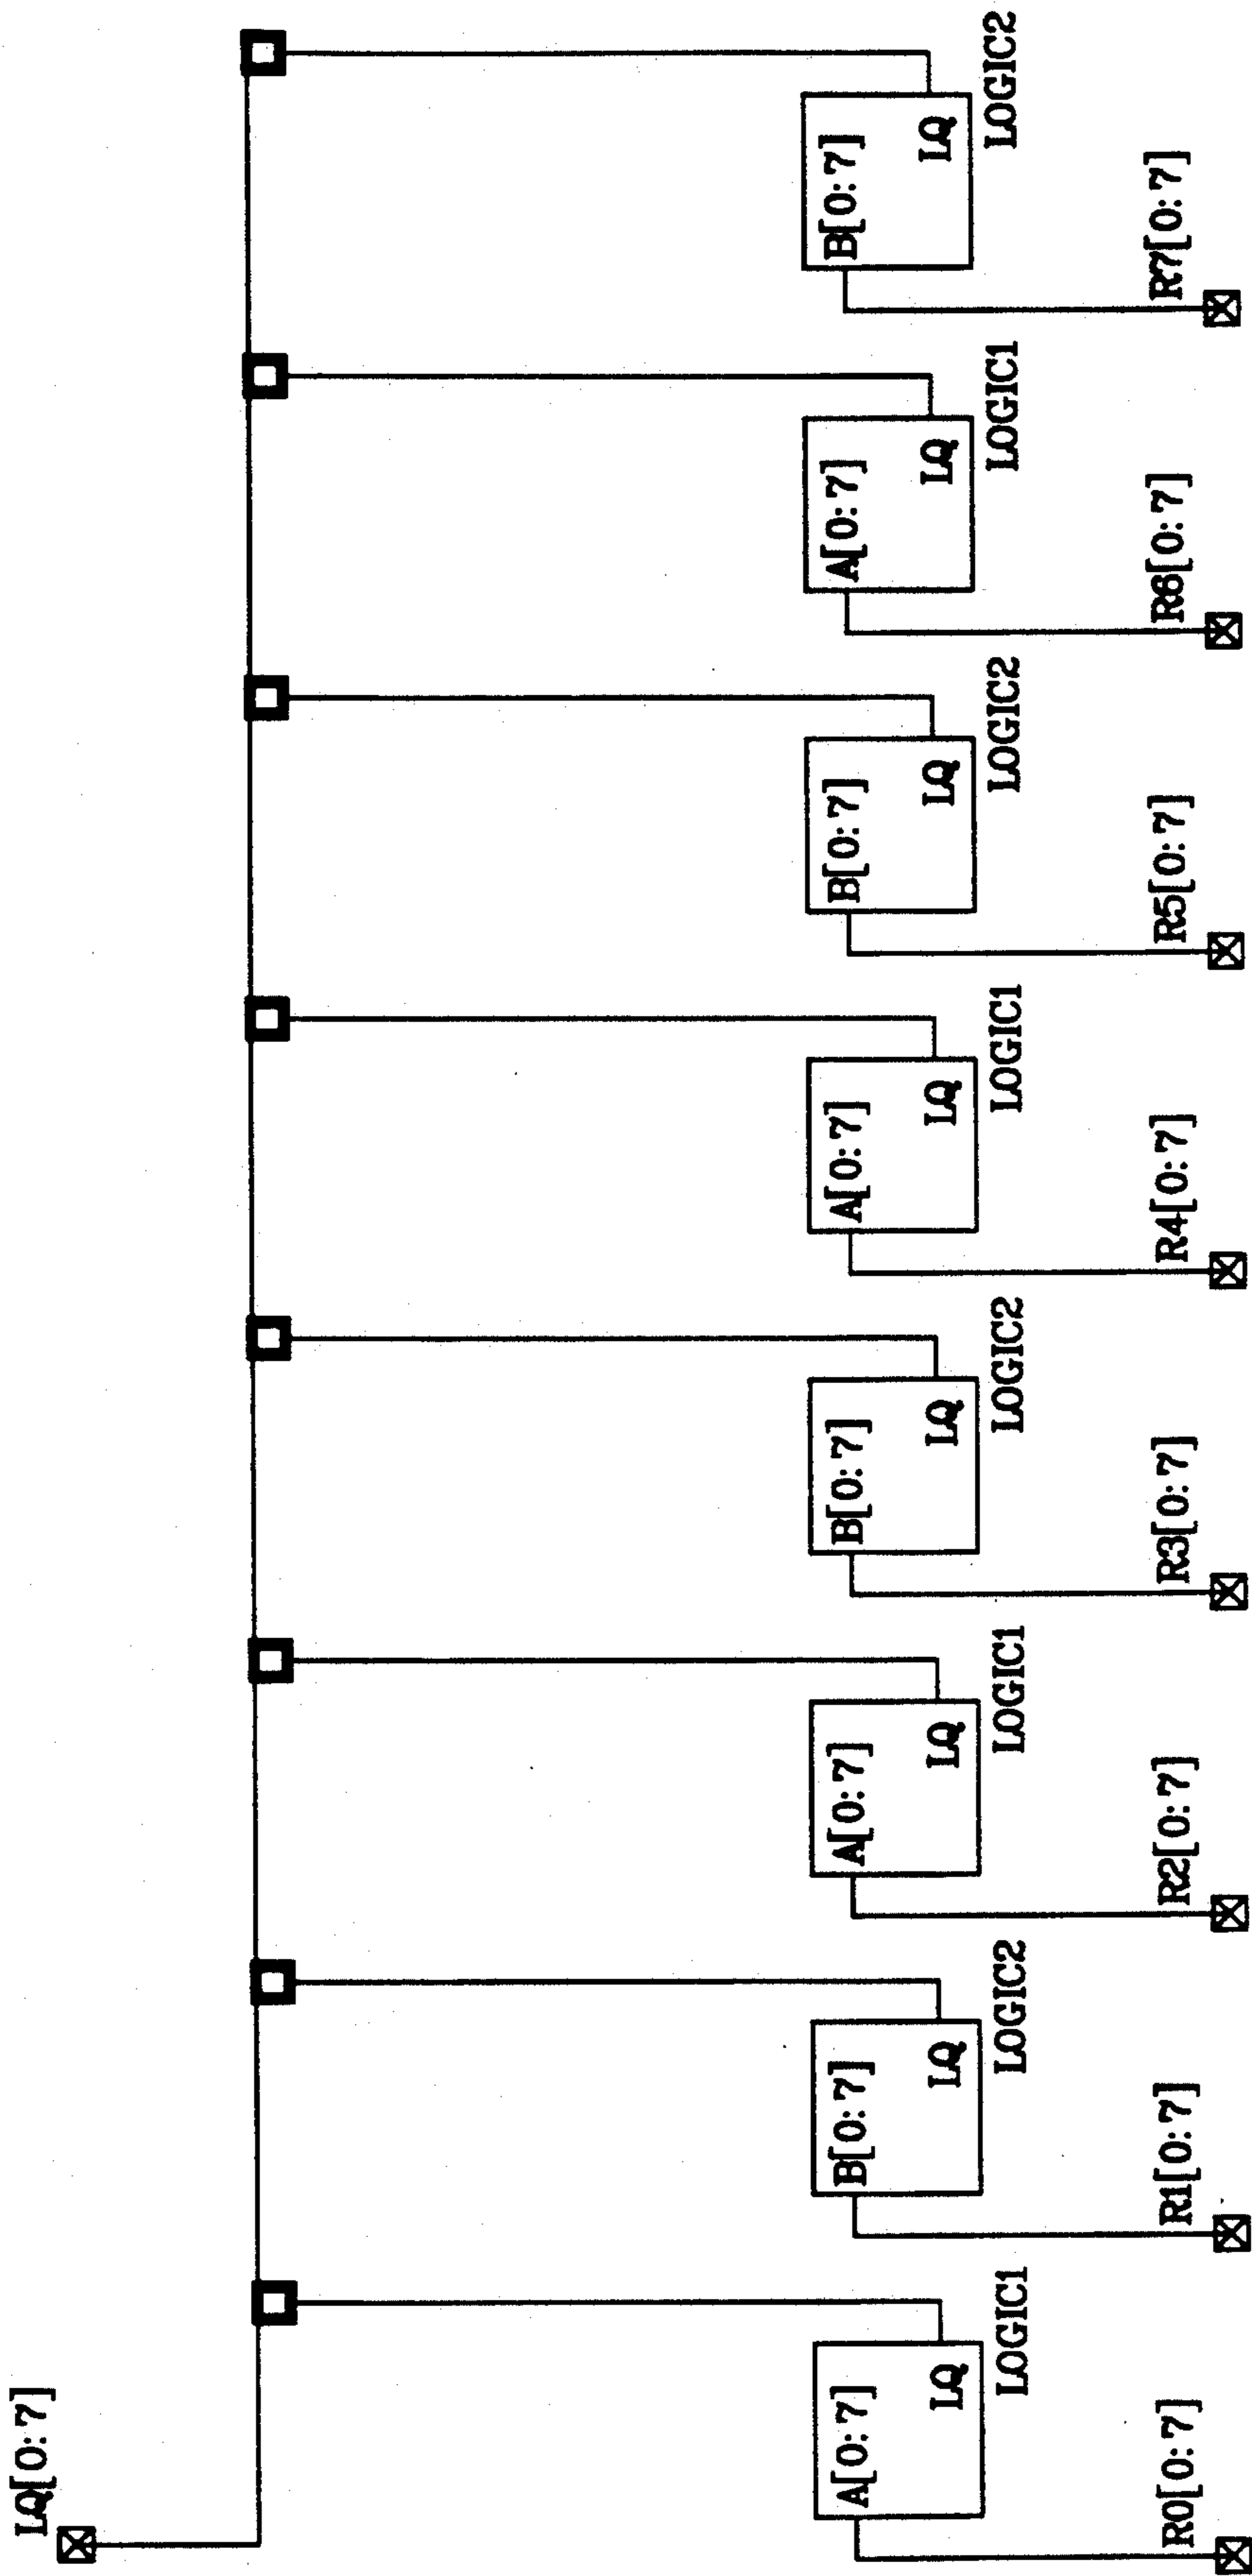 LQ[0:7]
A[0:7]
LQ
LOGIC1
R0[0:7]
B[0:7]
LQ
LOGIC2
R1[0:7]
A[0:7]
LQ
LOGIC1
R2[0:7]
B[0:7]
LQ
LOGIC2
R3[0:7]
A[0:7]
LQ
LOGIC1
R4[0:7]
B[0:7]
LQ
LOGIC2
R5[0:7]
A[0:7]
LQ
LOGIC1
R6[0:7]
B[0:7]
LQ
LOGIC2
R7[0:7]